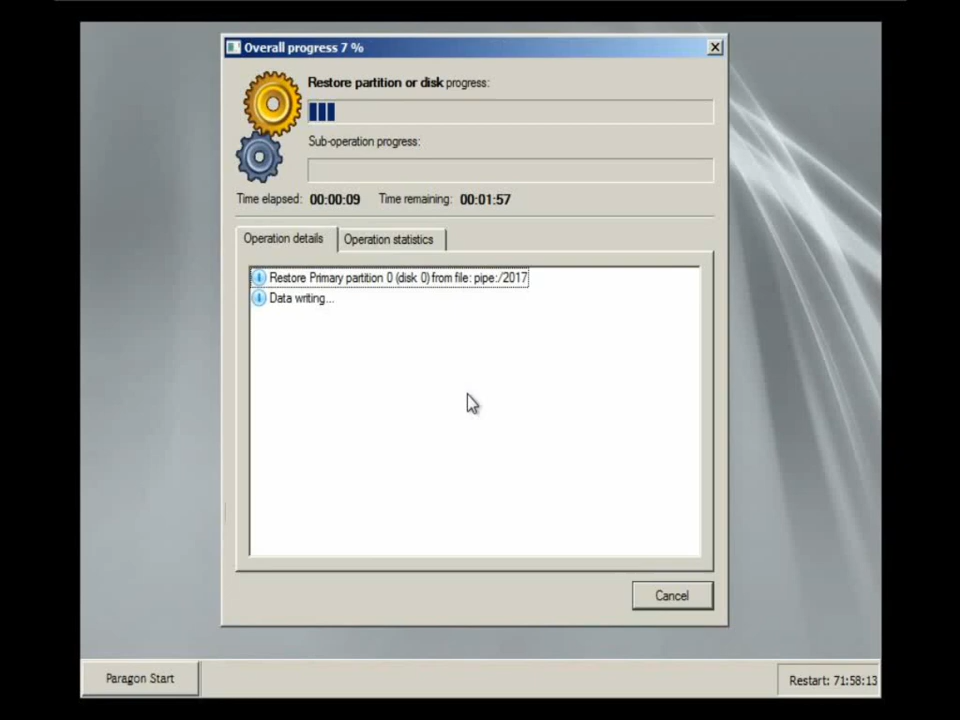 Overall progress 7 %
Restore partition or disk progress:
Sub-operation progress:
Time elapsed: 00:00:09 Time remaining: 00:01:57
Operation details Operation statistics
Restore Primary partition 0 (disk 0) from file: pipe:/2017
Data writing...
Cancel
Paragon Start Restart: 71:58:13